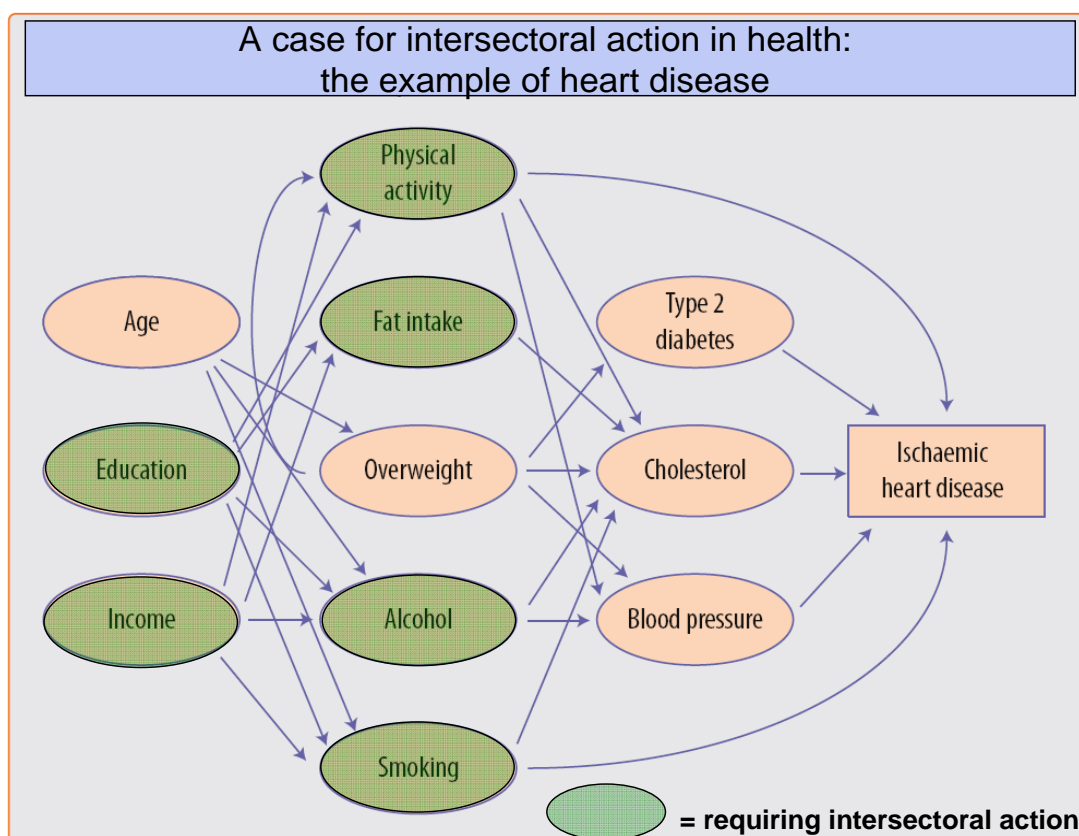 A case for intersectoral action in health:
the example of heart disease
Physical
activity
Age
Fat intake
Type 2
diabetes
Education
Overweight
Cholesterol
Ischaemic
heart disease
Income
Alcohol
Blood pressure
Smoking
= requiring intersectoral action